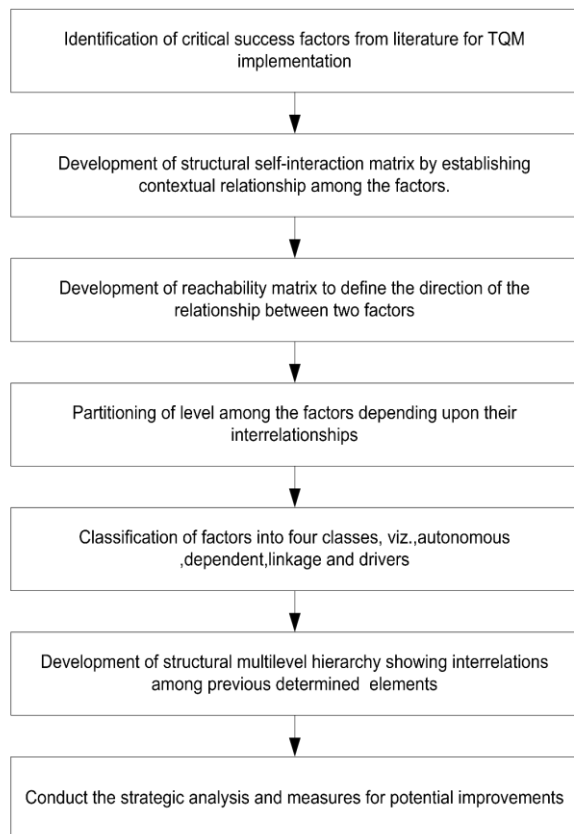 Identification of critical success factors from literature for TQM
implementation
Development of structural self-interaction matrix by establishing
contextual relationship among the factors.
Development of reachability matrix to define the direction of the
relationship between two factors
Partitioning of level among the factors depending upon their
interrelationships
Classification of factors into four classes, viz.,autonomous
,dependent,linkage and drivers
Development of structural multilevel hierarchy showing interrelations
among previous determined elements
Conduct the strategic analysis and measures for potential improvements